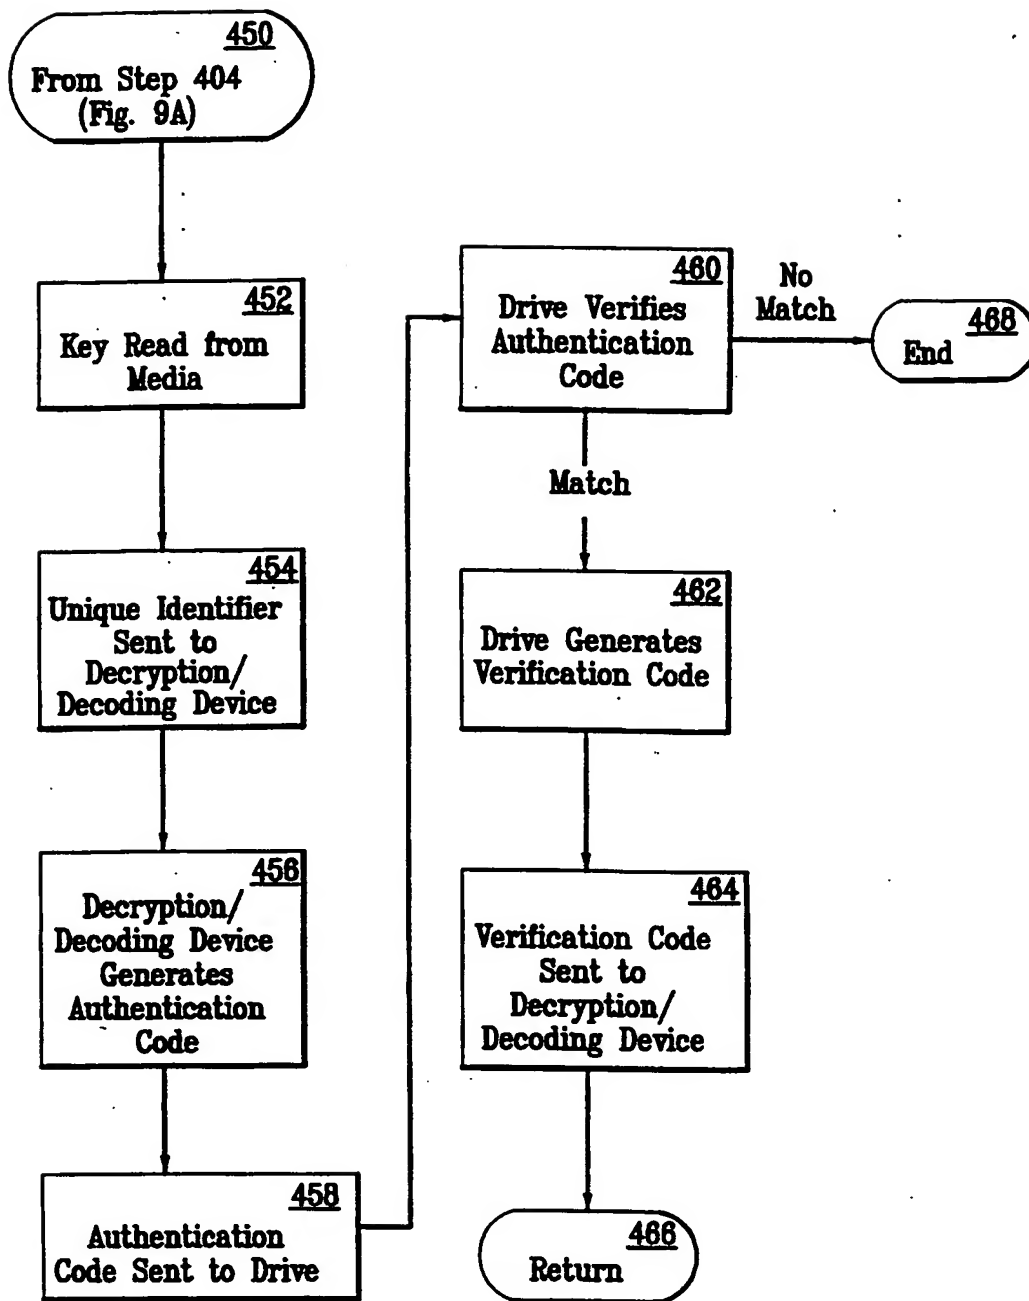 450
From Step 404
(Fig. 9A)
452
Key Read from
Media
454
Unique Identifier
Sent to
Decryption/
Decoding Device
456
Decryption/
Decoding Device
Generates
Authentication
Code
458
Authentication
Code Sent to Drive
460
Drive Verifies
Authentication
Code
No
Match
468
End
Match
462
Drive Generates
Verification Code
464
Verification Code
Sent to
Decryption/
Decoding Device
466
Return